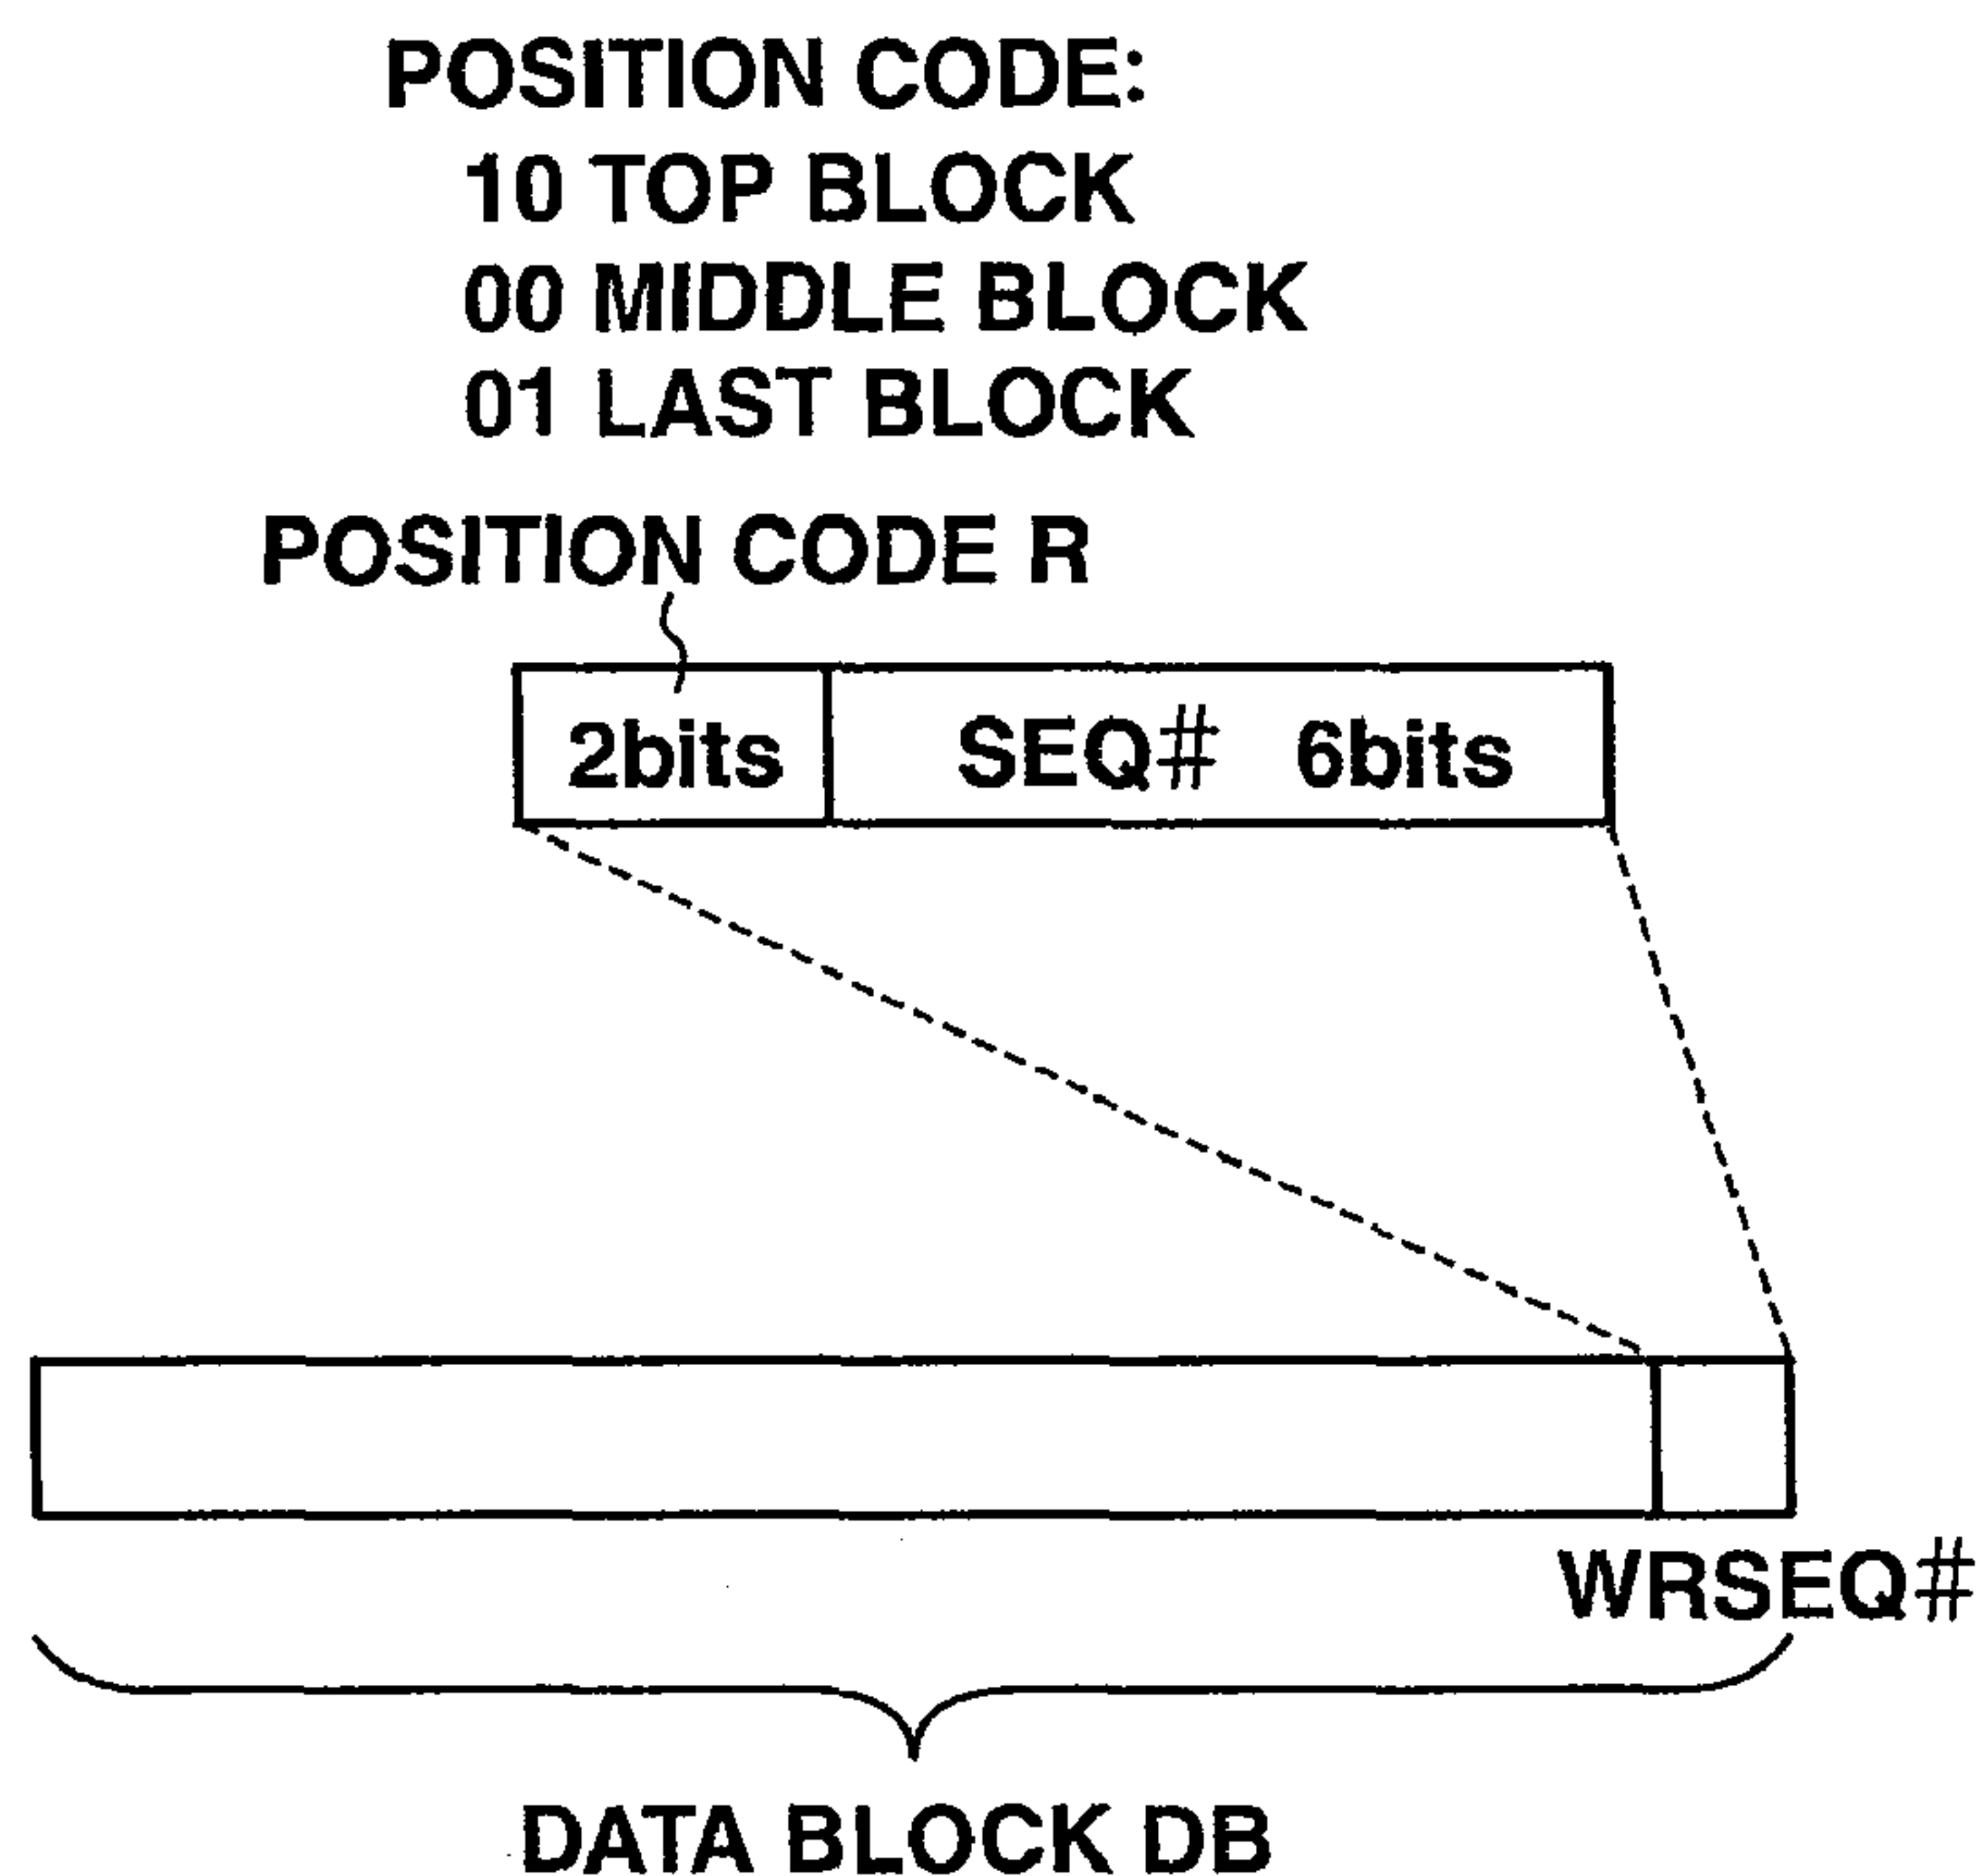 POSITION CODE:
10 TOP BLOCK
00 MIDDLE BLOCK
01 LAST BLOCK
POSITION CODE R
2bits SEQ# 6bits
WRSEQ#
DATA BLOCK DB